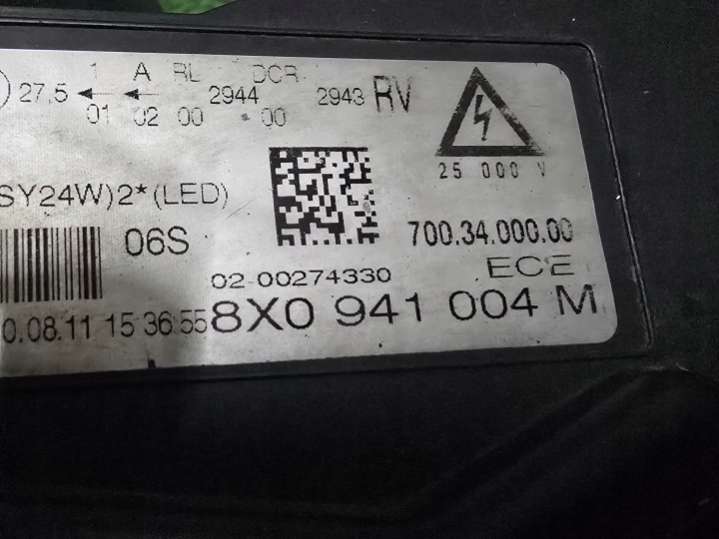 1 A RL DCR
27,5 2944 2943 RV
01 02 00 00
25 000 V
SY24W)2*(LED)
06S
700.34.000.00
02-00274330
ECE
0.08.11 15:36:55
8X0 941 004 M